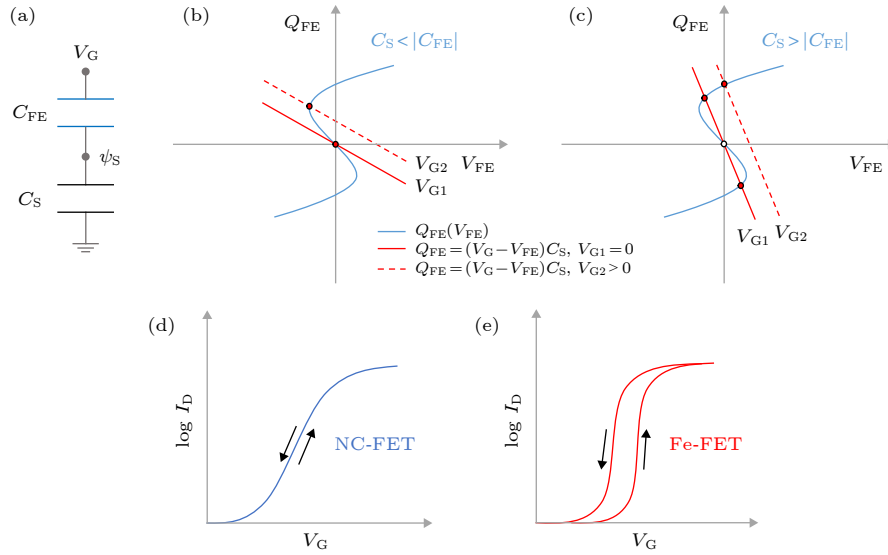 (a)
V_G
C_FE
ψ_S
C_S
(b)
Q_FE
C_S<|C_FE|
V_G2
V_FE
V_G1
(c)
Q_FE
C_S>|C_FE|
V_FE
V_G1
V_G2
Q_FE(V_FE)
Q_FE=(V_G−V_FE)C_S, V_G1=0
Q_FE=(V_G−V_FE)C_S, V_G2>0
(d)
log I_D
NC-FET
V_G
(e)
log I_D
Fe-FET
V_G